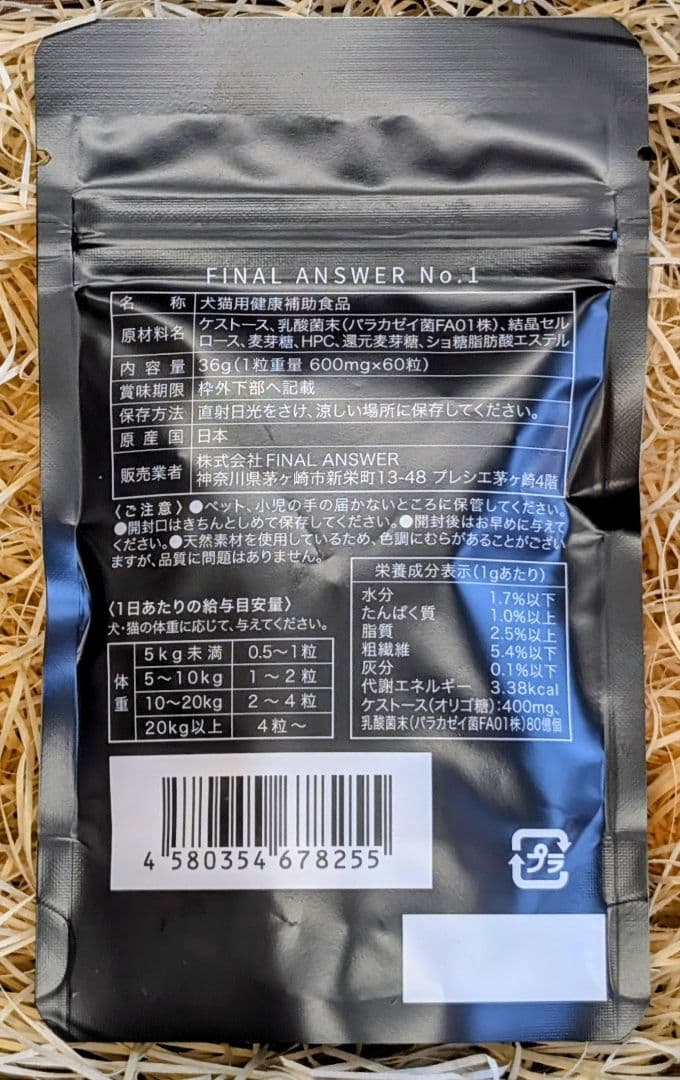 FINAL ANSWER No.1
名 称 犬猫用健康補助食品
原材料名 ケストース、乳酸菌末(パラカゼイ菌FA01株)、結晶セル
ロース、麦芽糖、HPC、還元麦芽糖、ショ糖脂肪酸エステル
内 容 量 36g(1粒重量 600mg×60粒)
賞味期限 枠外下部へ記載
保存方法 直射日光をさけ、涼しい場所に保存してください。
原 産 国 日本
販売業者 株式会社FINAL ANSWER
神奈川県茅ヶ崎市新栄町13-48 プレシエ茅ヶ崎4階
〈ご注意〉●ペット、小児の手の届かないところに保管してください。
●開封口はきちんとしめて保存してください。●開封後はお早めに与えて
ください。●天然素材を使用しているため、色調にむらがあることがござい
ますが、品質に問題はありません。
〈1日あたりの給与目安量〉
犬・猫の体重に応じて、与えてください。
体重
5kg未満 0.5〜1粒
5〜10kg 1〜2粒
10〜20kg 2〜4粒
20kg以上 4粒〜
栄養成分表示(1gあたり)
水分 1.7%以下
たんぱく質 1.0%以上
脂質 2.5%以上
粗繊維 5.4%以下
灰分 0.1%以下
代謝エネルギー 3.38kcal
ケストース(オリゴ糖):400mg、
乳酸菌末(パラカゼイ菌FA01株)80億個
4 580354 678255
プラ